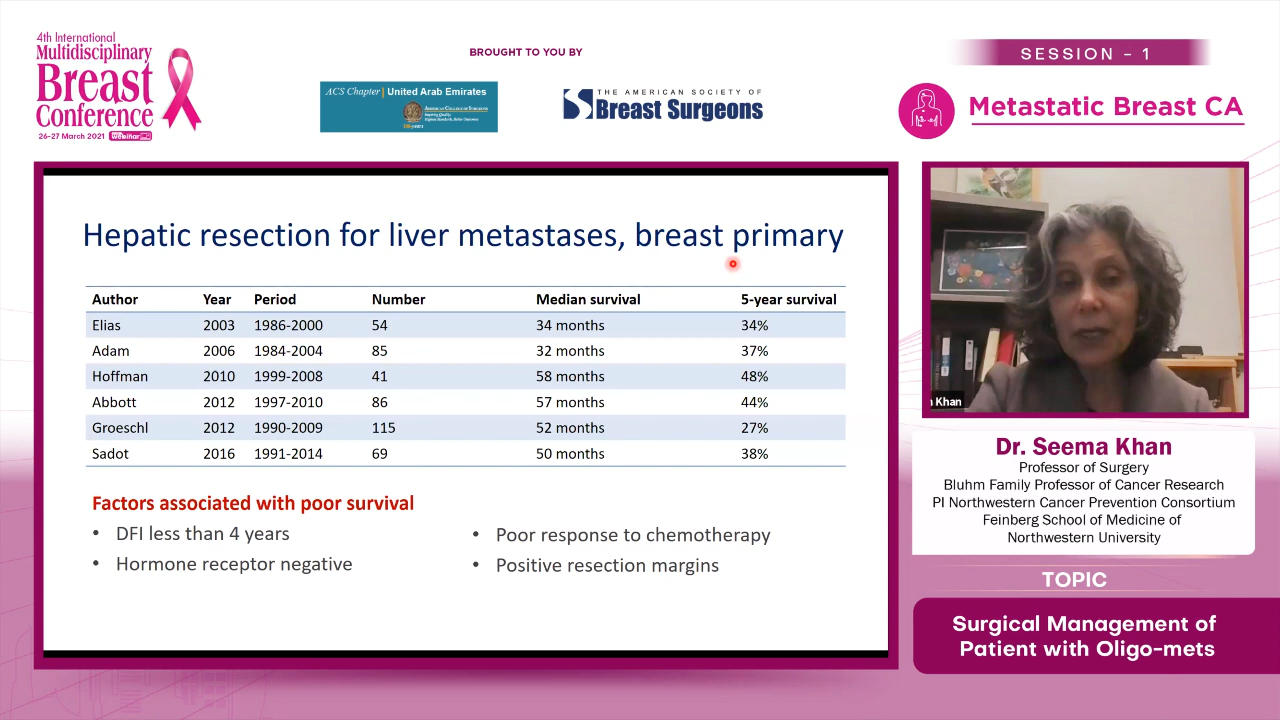 4th International
Multidisciplinary
Breast
Conference
26-27 March 2021
Webinar
BROUGHT TO YOU BY
ACS Chapter | United Arab Emirates
AMERICAN COLLEGE OF SURGEONS
THE AMERICAN SOCIETY OF
Breast Surgeons
SESSION - 1
Metastatic Breast CA
Hepatic resection for liver metastases, breast primary
Author Year Period Number Median survival 5-year survival
Elias 2003 1986-2000 54 34 months 34%
Adam 2006 1984-2004 85 32 months 37%
Hoffman 2010 1999-2008 41 58 months 48%
Abbott 2012 1997-2010 86 57 months 44%
Groeschl 2012 1990-2009 115 52 months 27%
Sadot 2016 1991-2014 69 50 months 38%
Factors associated with poor survival
• DFI less than 4 years
• Hormone receptor negative
• Poor response to chemotherapy
• Positive resection margins
Khan
Dr. Seema Khan
Professor of Surgery
Bluhm Family Professor of Cancer Research
PI Northwestern Cancer Prevention Consortium
Feinberg School of Medicine of
Northwestern University
TOPIC
Surgical Management of
Patient with Oligo-mets